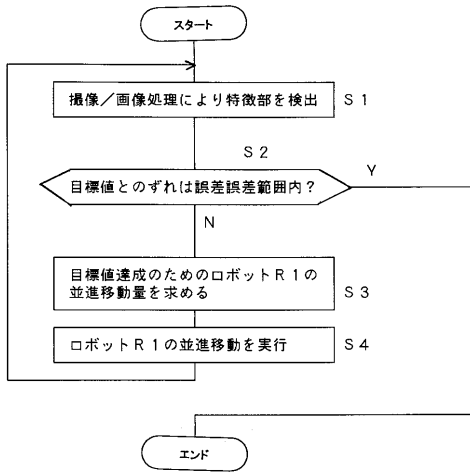 スタート
撮像／画像処理により特徴部を検出
S1
S2
目標値とのずれは誤差誤差範囲内？
Y
N
目標値達成のためのロボットR1の
並進移動量を求める
S3
ロボットR1の並進移動を実行
S4
エンド